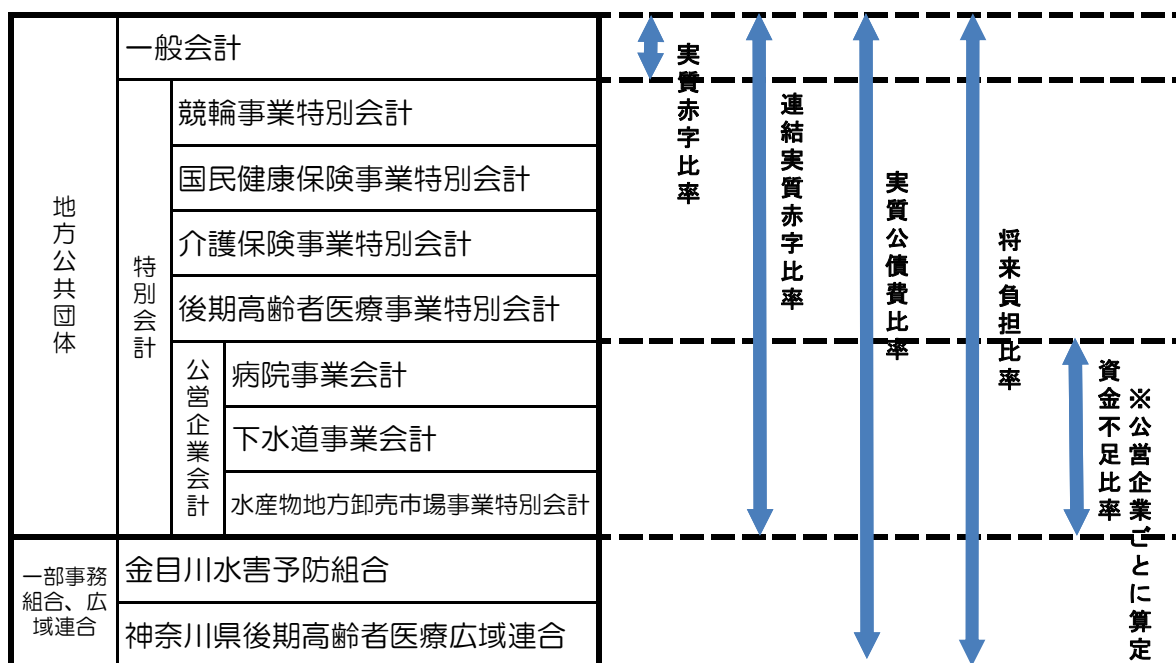 地方公共団体
一般会計
特別会計
競輪事業特別会計
国民健康保険事業特別会計
介護保険事業特別会計
後期高齢者医療事業特別会計
公営企業会計
病院事業会計
下水道事業会計
水産物地方卸売市場事業特別会計
一部事務
組合、広
域連合
金目川水害予防組合
神奈川県後期高齢者医療広域連合
実質赤字比率
連結実質赤字比率
実質公債費比率
将来負担比率
資金不足比率
※公営企業ごとに算定